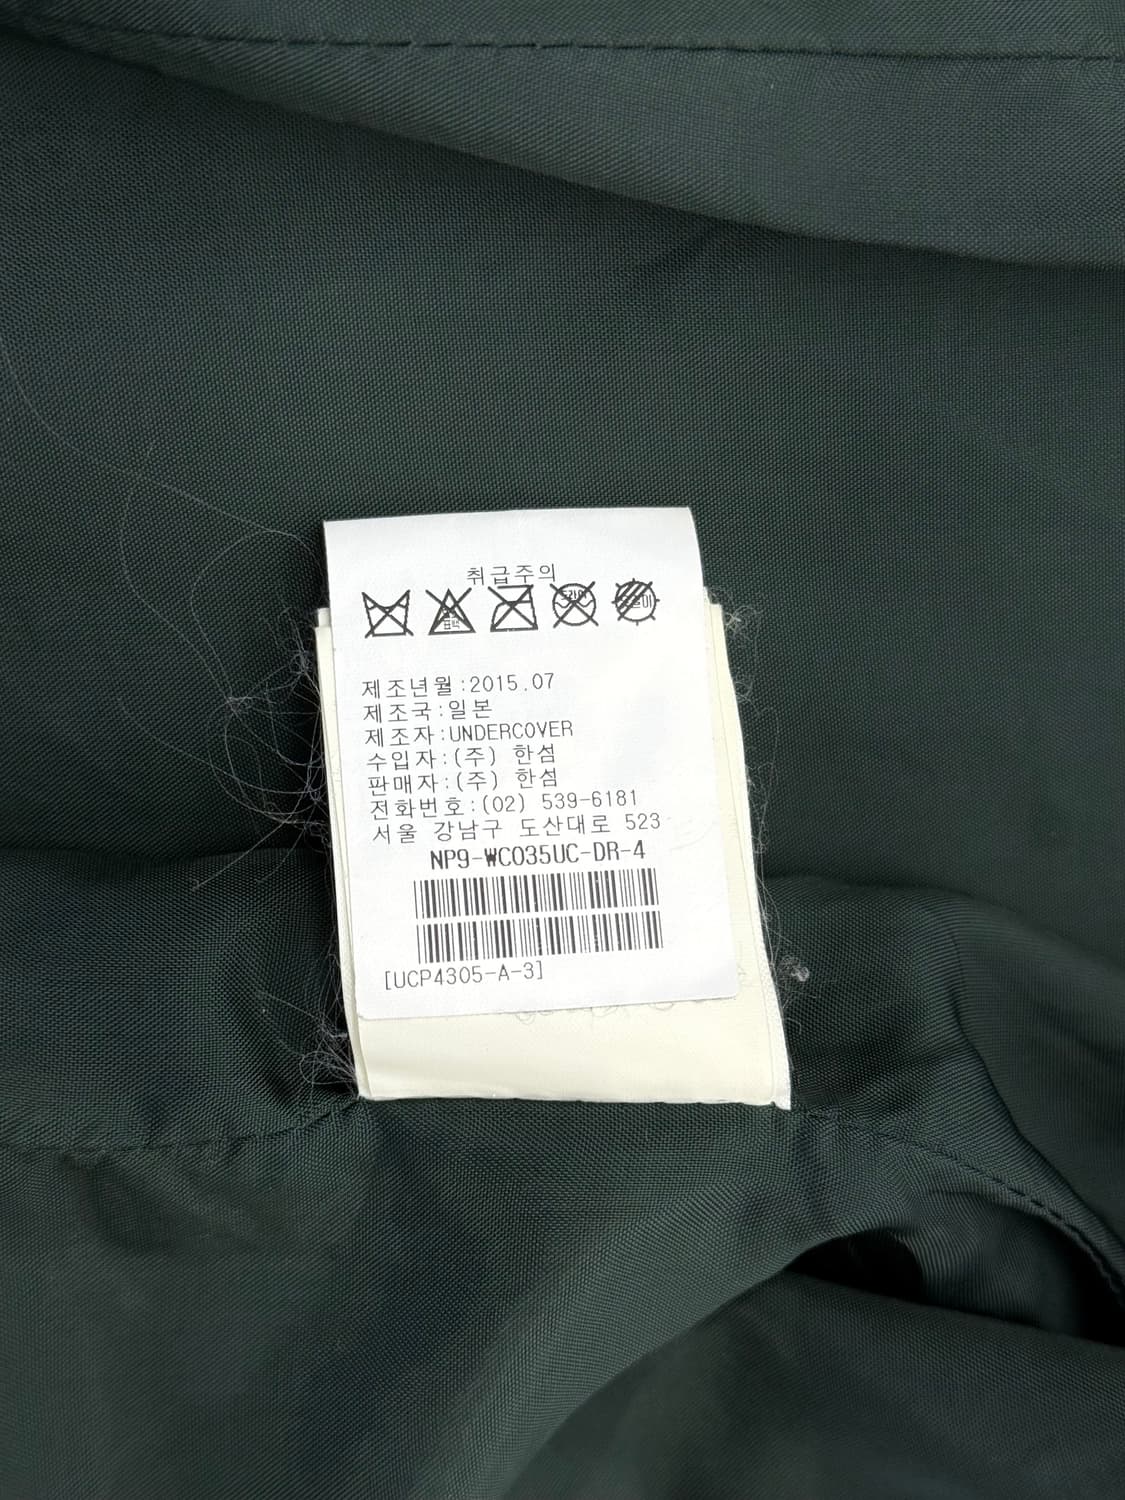 취급주의
제조년월:2015.07
제조국:일본
제조자:UNDERCOVER
수입자:(주) 한섬
판매자:(주) 한섬
전화번호:(02) 539-6181
서울 강남구 도산대로 523
NP9-WC035UC-DR-4
[UCP4305-A-3]